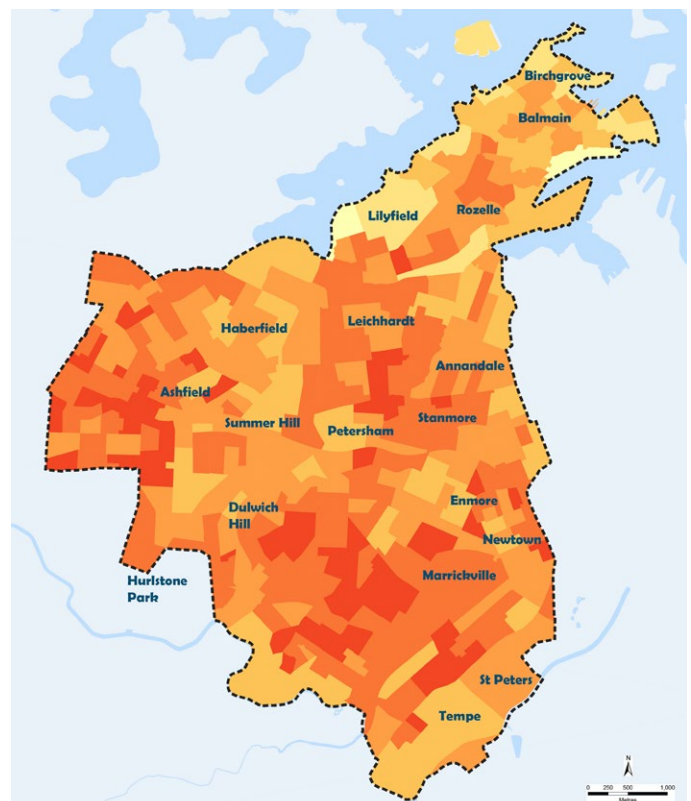 Birchgrove
Balmain
Lilyfield
Rozelle
Haberfield
Leichhardt
Annandale
Ashfield
Summer Hill
Petersham
Stanmore
Dulwich
Hill
Enmore
Newtown
Hurlstone
Park
Marrickville
St Peters
Tempe
N
0 250 500 1,000
Metres